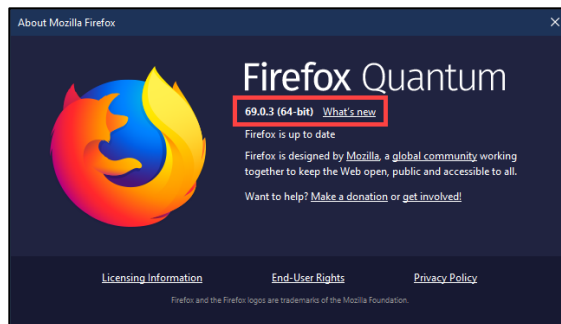 About Mozilla Firefox
Firefox Quantum
69.0.3 (64-bit) What's new
Firefox is up to date
Firefox is designed by Mozilla, a global community working
together to keep the Web open, public and accessible to all.
Want to help? Make a donation or get involved!
Licensing Information End-User Rights Privacy Policy
Firefox and the Firefox logos are trademarks of the Mozilla Foundation.